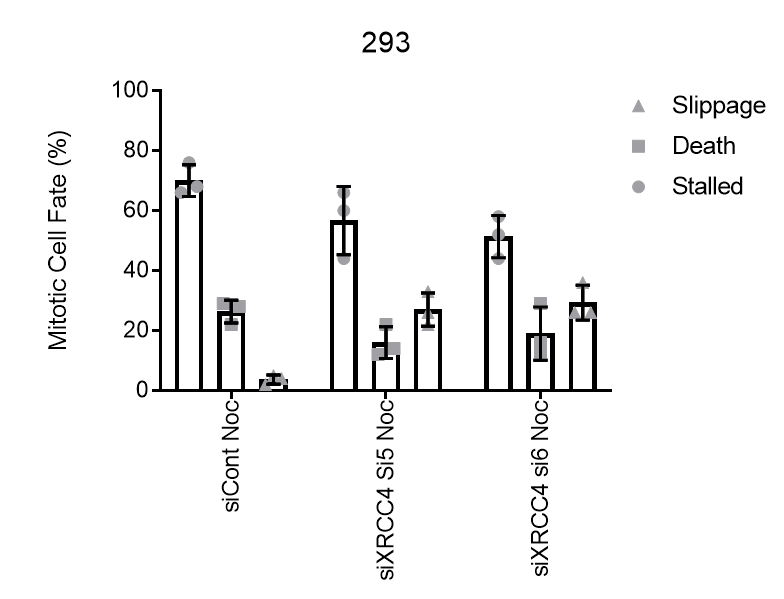 293
100
80
60
40
20
0
Mitotic Cell Fate (%)
siCont Noc
siXRCC4 Si5 Noc
siXRCC4 si6 Noc
Slippage
Death
Stalled